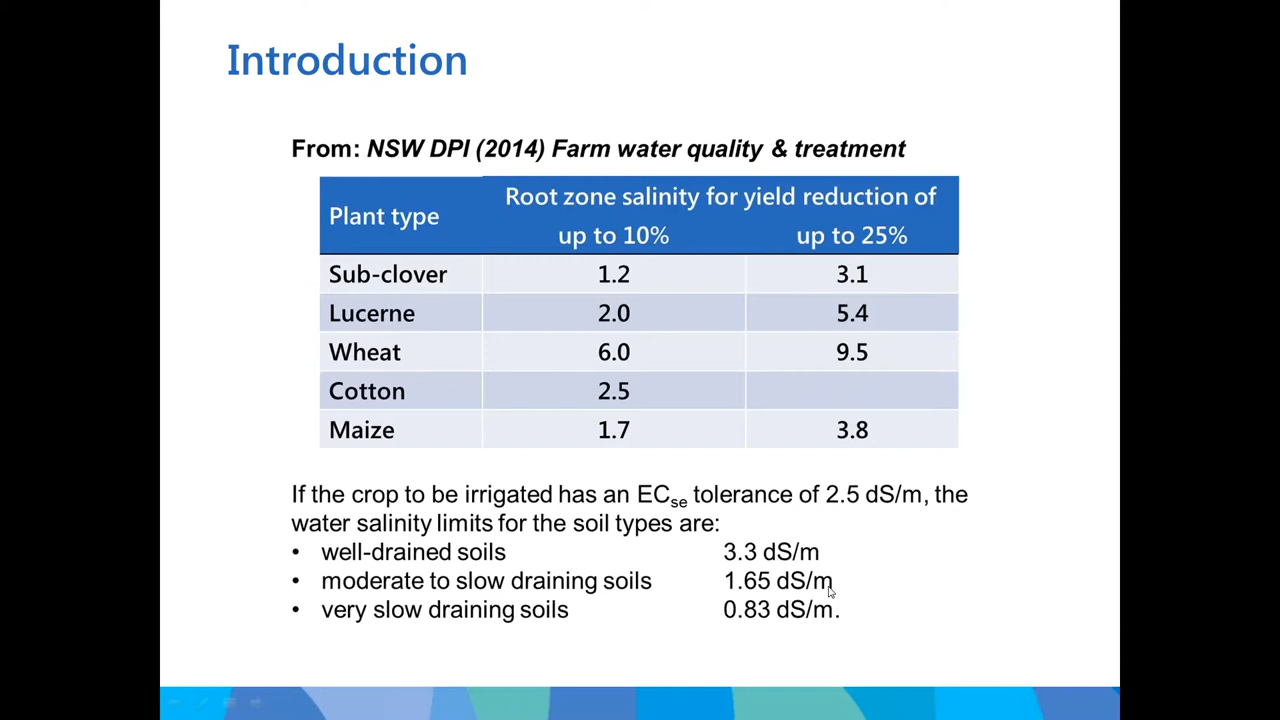 Introduction
From: NSW DPI (2014) Farm water quality & treatment
Plant type
Root zone salinity for yield reduction of
up to 10% up to 25%
Sub-clover 1.2 3.1
Lucerne 2.0 5.4
Wheat 6.0 9.5
Cotton 2.5
Maize 1.7 3.8
If the crop to be irrigated has an ECse tolerance of 2.5 dS/m, the
water salinity limits for the soil types are:
• well-drained soils 3.3 dS/m
• moderate to slow draining soils 1.65 dS/m
• very slow draining soils 0.83 dS/m.